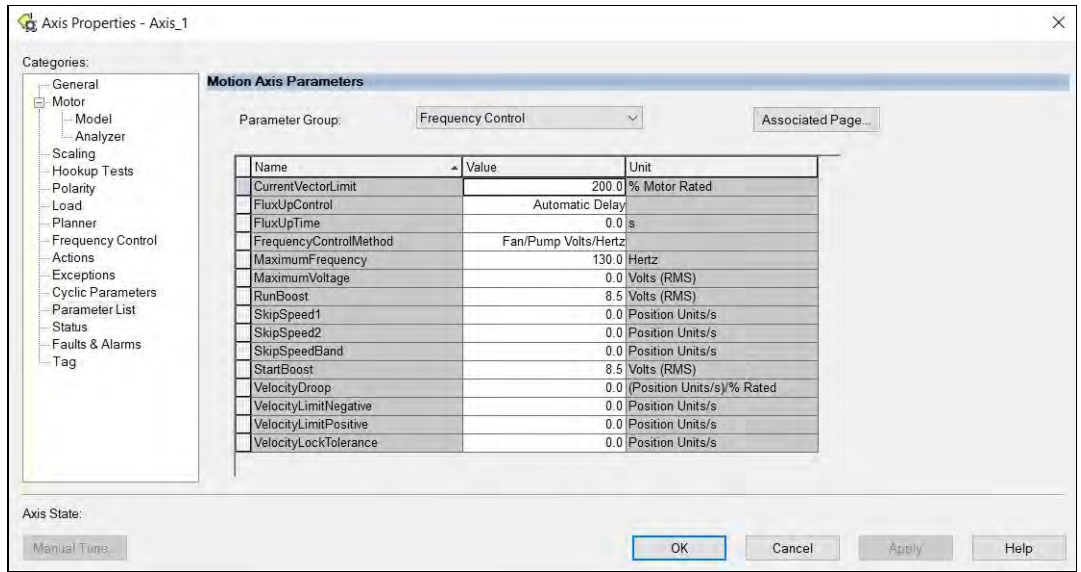 Axis Properties - Axis_1
Categories:
General
Motor
Model
Analyzer
Scaling
Hookup Tests
Polarity
Load
Planner
Frequency Control
Actions
Exceptions
Cyclic Parameters
Parameter List
Status
Faults & Alarms
Tag
Motion Axis Parameters
Parameter Group: Frequency Control Associated Page...
Name Value Unit
CurrentVectorLimit 200.0 % Motor Rated
FluxUpControl Automatic Delay
FluxUpTime 0.0 s
FrequencyControlMethod Fan/Pump Volts/Hertz
MaximumFrequency 130.0 Hertz
MaximumVoltage 0.0 Volts (RMS)
RunBoost 8.5 Volts (RMS)
SkipSpeed1 0.0 Position Units/s
SkipSpeed2 0.0 Position Units/s
SkipSpeedBand 0.0 Position Units/s
StartBoost 8.5 Volts (RMS)
VelocityDroop 0.0 (Position Units/s)/% Rated
VelocityLimitNegative 0.0 Position Units/s
VelocityLimitPositive 0.0 Position Units/s
VelocityLockTolerance 0.0 Position Units/s
Axis State:
Manual Tune... OK Cancel Apply Help